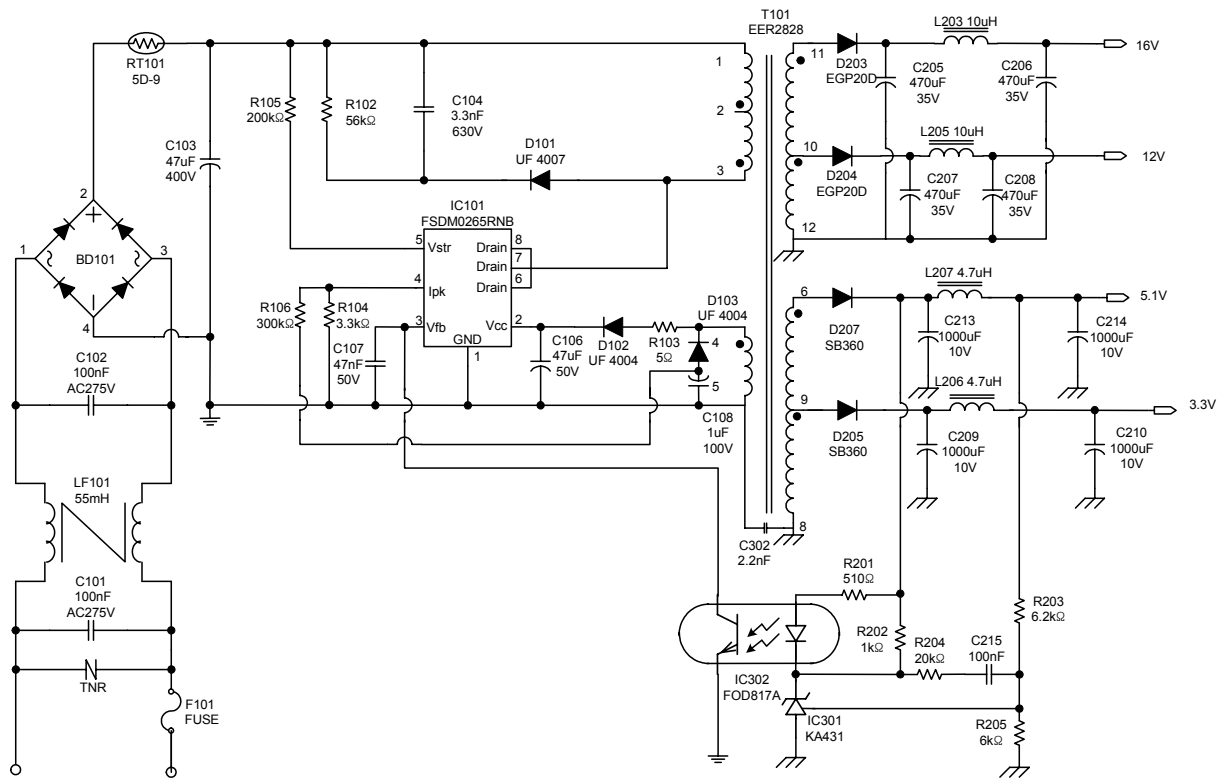 T101
EER2828
RT101
5D-9
11
D203
EGP20D
L203 10uH
16V
C205
470uF
35V
C206
470uF
35V
1
2
3
R105
200kΩ
R102
56kΩ
C104
3.3nF
630V
D101
UF 4007
C103
47uF
400V
10
D204
EGP20D
L205 10uH
12V
C207
470uF
35V
C208
470uF
35V
12
2
1
BD101
3
4
IC101
FSDM0265RNB
5 Vstr
Drain 8
Drain 7
Drain 6
4 Ipk
3 Vfb
Vcc 2
GND
1
R106
300kΩ
R104
3.3kΩ
C107
47nF
50V
C106
47uF
50V
D102
UF 4004
R103
5Ω
D103
UF 4004
4
5
C108
1uF
100V
6
D207
SB360
L207 4.7uH
5.1V
C213
1000uF
10V
C214
1000uF
10V
9
D205
SB360
L206 4.7uH
3.3V
C209
1000uF
10V
C210
1000uF
10V
8
C302
2.2nF
C102
100nF
AC275V
LF101
55mH
C101
100nF
AC275V
TNR
F101
FUSE
R201
510Ω
R202
1kΩ
R204
20kΩ
C215
100nF
R203
6.2kΩ
IC302
FOD817A
IC301
KA431
R205
6kΩ